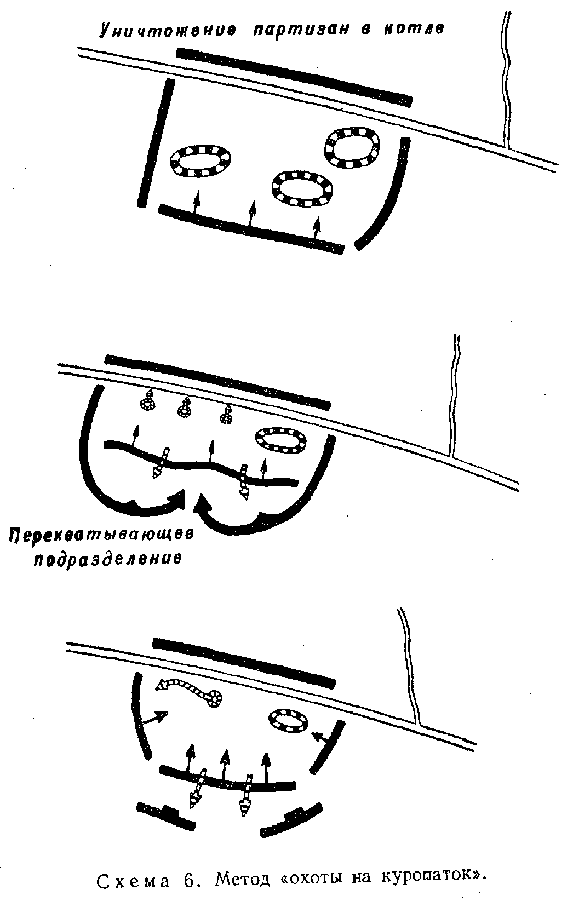 Уничтожение партизан в котле
Перехватывающее
подразделение
Схема 6. Метод «охоты на куропаток».